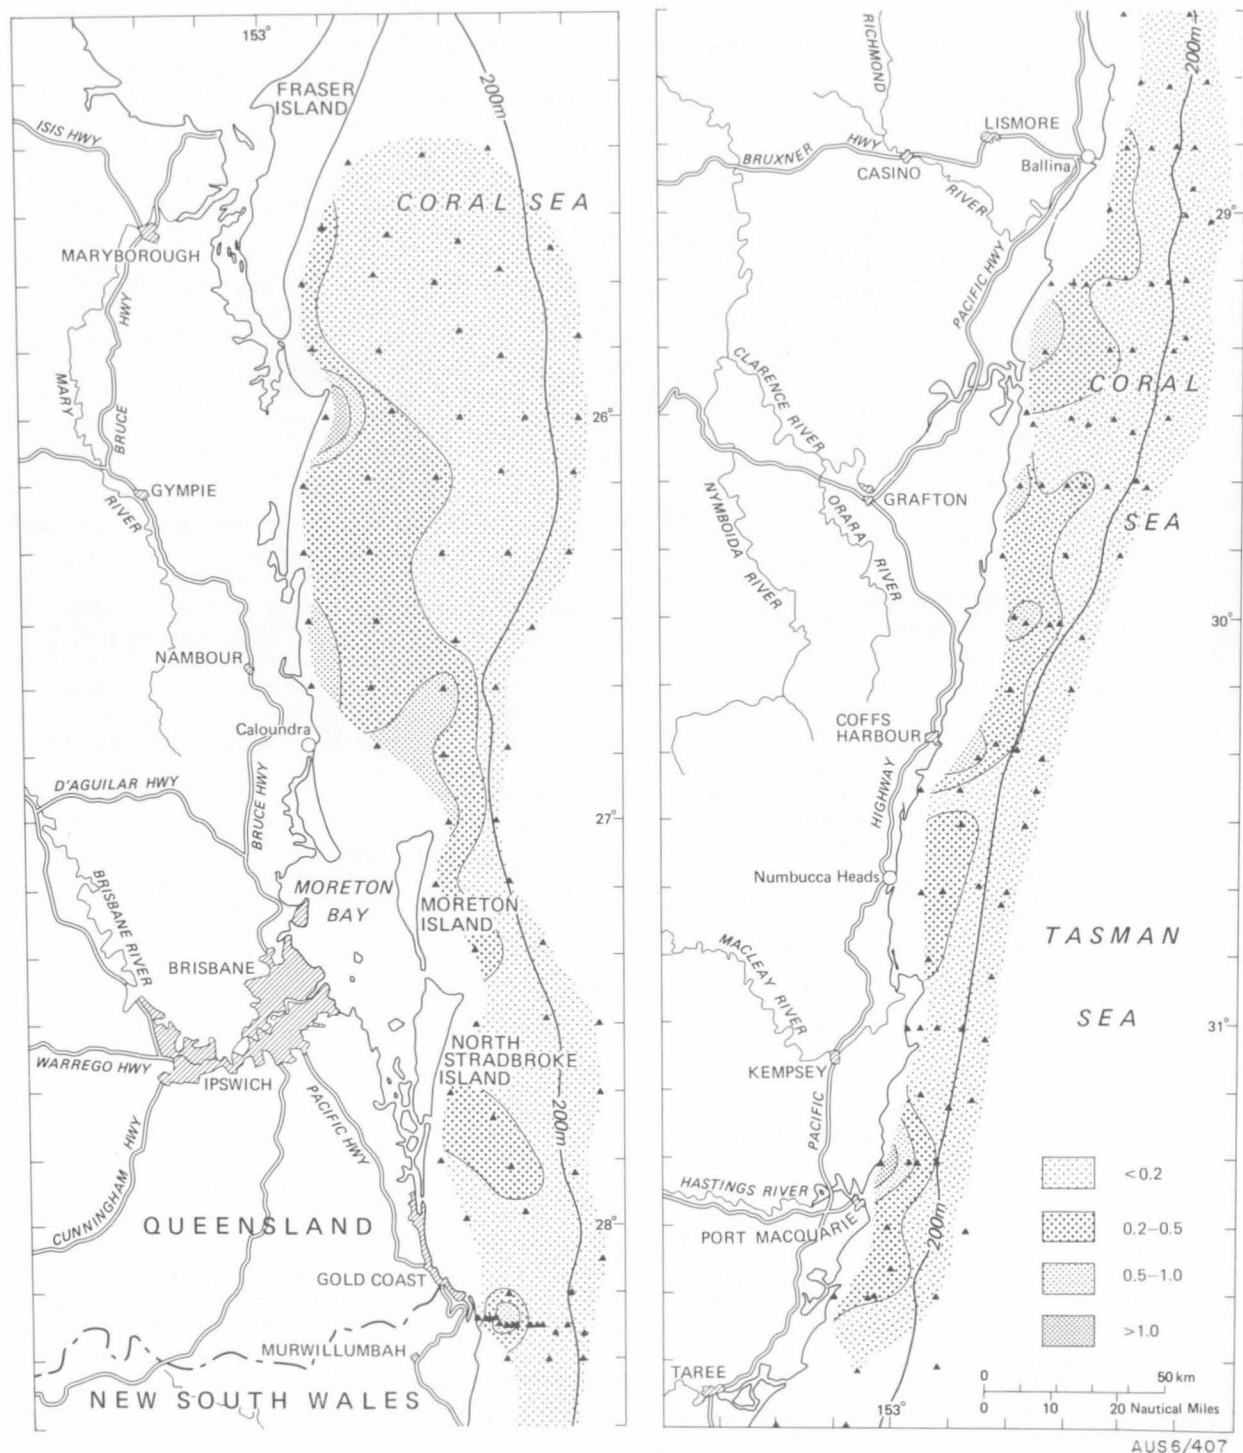 153°
FRASER
ISLAND
200m
ISIS HWY
CORAL SEA
MARYBOROUGH
HWY
MARY
BRUCE
26°
GYMPIE
RIVER
NAMBOUR
Caloundra
D'AGUILAR HWY
BRUCE HWY
27°
BRISBANE RIVER
MORETON
BAY
MORETON
ISLAND
BRISBANE
NORTH
STRADBROKE
ISLAND
WARREGO HWY
IPSWICH
PACIFIC HWY
200m
CUNNINGHAM HWY
QUEENSLAND
28°
GOLD COAST
MURWILLUMBAH
NEW SOUTH WALES
RICHMOND
200m
LISMORE
BRUXNER HWY
CASINO
Ballina
RIVER
29°
PACIFIC HWY
CLARENCE RIVER
CORAL
SEA
GRAFTON
NYMBOIDA RIVER
ORARA RIVER
30°
COFFS
HARBOUR
HIGHWAY
Numbucca Heads
MACLEAY RIVER
TASMAN
SEA
31°
KEMPSEY
PACIFIC
HASTINGS RIVER
PORT MACQUARIE
200m
<0.2
0.2–0.5
0.5–1.0
>1.0
TAREE
0 50 km
153°
0 10 20 Nautical Miles
AUS 6/407